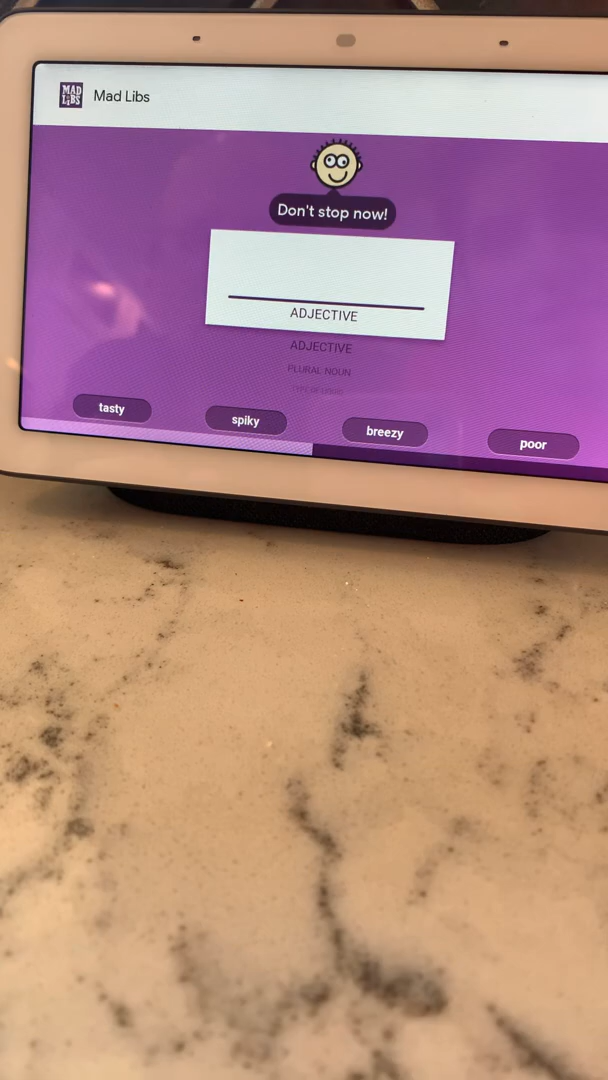 MAD LIBS
Mad Libs
Don't stop now!
ADJECTIVE
ADJECTIVE
PLURAL NOUN
tasty
spiky
breezy
poor